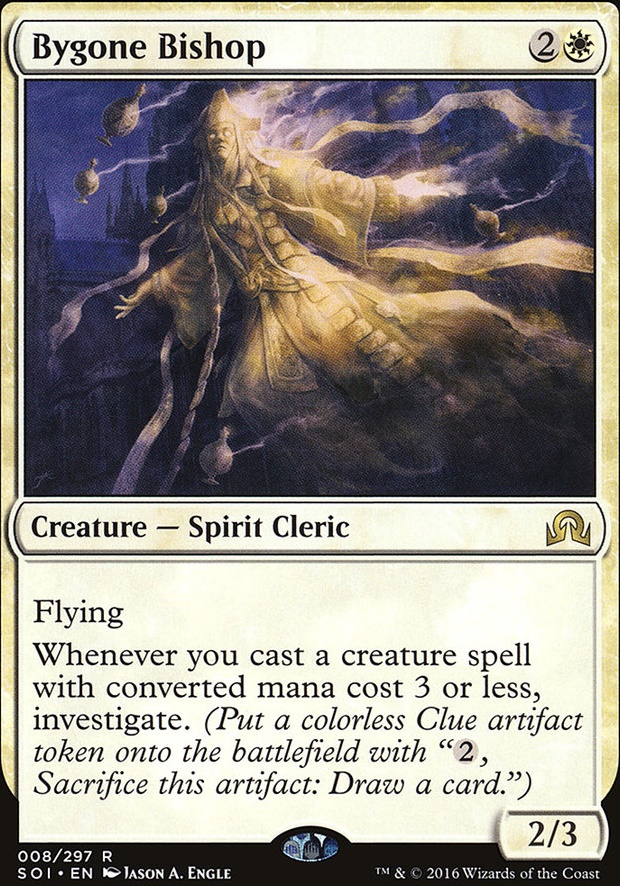 Bygone Bishop 2
Creature — Spirit Cleric
Flying
Whenever you cast a creature spell
with converted mana cost 3 or less,
investigate. (Put a colorless Clue artifact
token onto the battlefield with “2,
Sacrifice this artifact: Draw a card.”)
2/3
008/297 R
SOI • EN Jason A. Engle
™ & © 2016 Wizards of the Coast